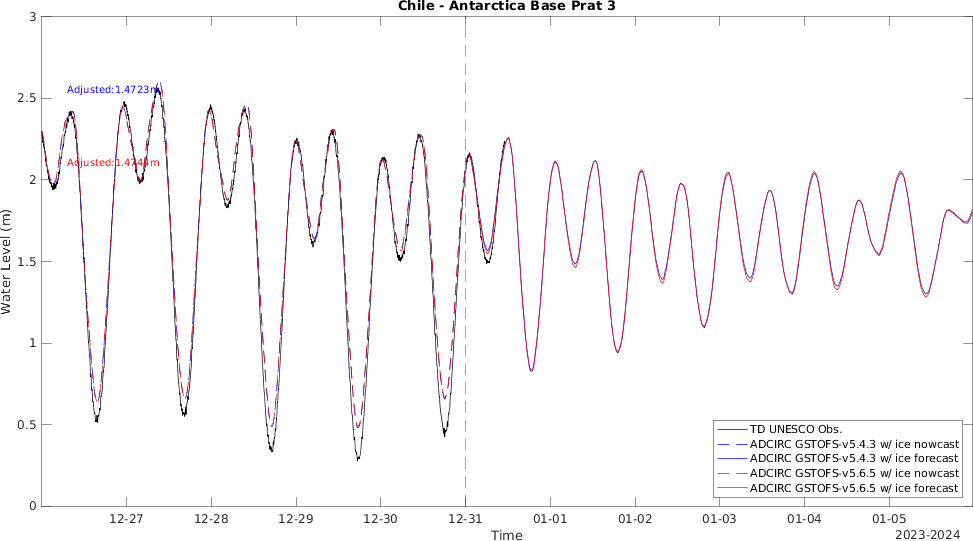 Chile - Antarctica Base Prat 3
3
2.5
2
1.5
1
0.5
0
Water Level (m)
Adjusted:1.4723m
Adjusted:1.4744m
TD UNESCO Obs.
ADCIRC GSTOFS-v5.4.3 w/ ice nowcast
ADCIRC GSTOFS-v5.4.3 w/ ice forecast
ADCIRC GSTOFS-v5.6.5 w/ ice nowcast
ADCIRC GSTOFS-v5.6.5 w/ ice forecast
12-27 12-28 12-29 12-30 12-31 01-01 01-02 01-03 01-04 01-05
Time
2023-2024